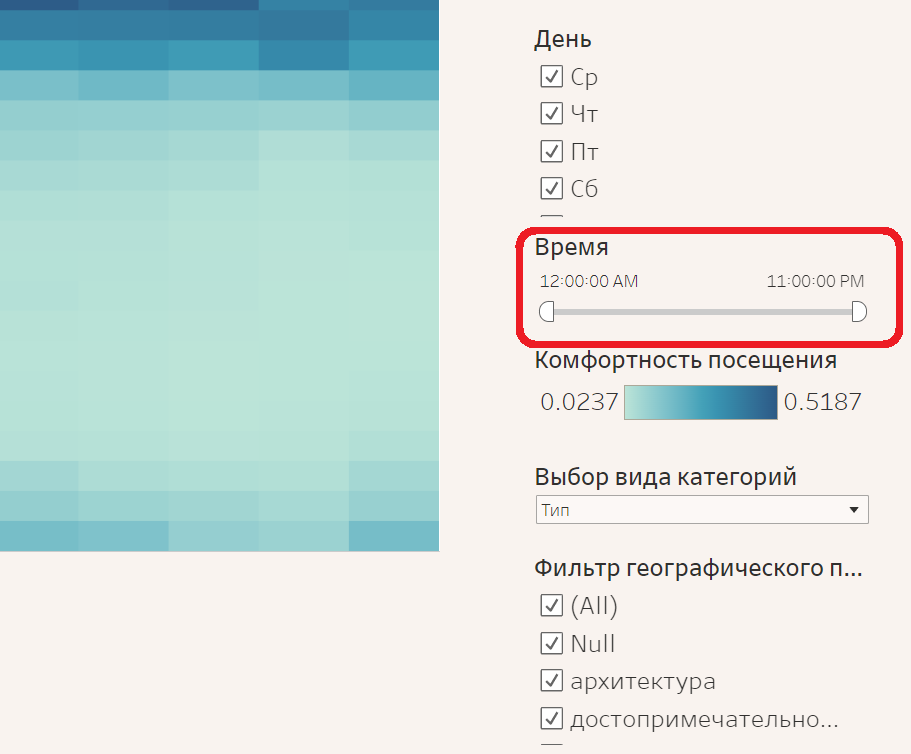 День
Ср
Чт
Пт
Сб
Время
12:00:00 AM 11:00:00 PM
Комфортность посещения
0.0237 0.5187
Выбор вида категорий
Тип
Фильтр географического п...
(All)
Null
архитектура
достопримечательно...